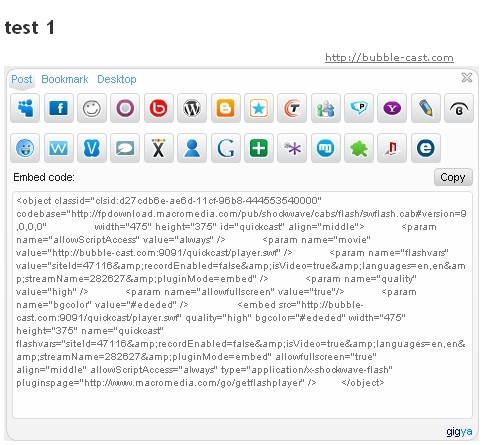 test 1
http://bubble-cast.com
Post Bookmark Desktop
Embed code:
Copy
<object classid="clsid:d27cdb6e-ae6d-11cf-96b8-444553540000"
codebase="http://fpdownload.macromedia.com/pub/shockwave/cabs/flash/swflash.cab#version=9
,0,0,0" width="475" height="375" id="quickcast" align="middle"> <param
name="allowScriptAccess" value="always" /> <param name="movie"
value="http://bubble-cast.com:9091/quickcast/player.swf" /> <param name="flashvars"
value="siteId=47116&amp;recordEnabled=false&amp;isVideo=true&amp;languages=en,en&am
p;streamName=282627&amp;pluginMode=embed" /> <param name="quality"
value="high" /> <param name="allowfullscreen" value="true"/> <param
name="bgcolor" value="#ededed" /> <embed src="http://bubble-
cast.com:9091/quickcast/player.swf" quality="high" bgcolor="#ededed" width="475"
height="375" name="quickcast"
flashvars="siteId=47116&amp;recordEnabled=false&amp;isVideo=true&amp;languages=en,en&a
mp;streamName=282627&amp;pluginMode=embed" allowfullscreen="true"
align="middle" allowScriptAccess="always" type="application/x-shockwave-flash"
pluginspage="http://www.macromedia.com/go/getflashplayer" /> </object>
gigya